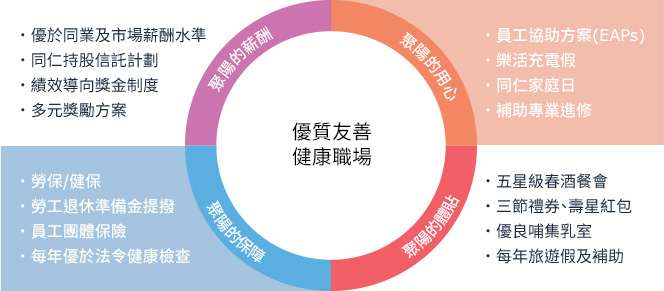 ・優於同業及市場薪酬水準
・同仁持股信託計劃
・績效導向獎金制度
・多元獎勵方案
聚陽的薪酬
聚陽的用心
・員工協助方案(EAPs)
・樂活充電假
・同仁家庭日
・補助專業進修
優質友善
健康職場
・勞保/健保
・勞工退休準備金提撥
・員工團體保險
・每年優於法令健康檢查
聚陽的保障
聚陽的體貼
・五星級春酒餐會
・三節禮券、壽星紅包
・優良哺集乳室
・每年旅遊假及補助